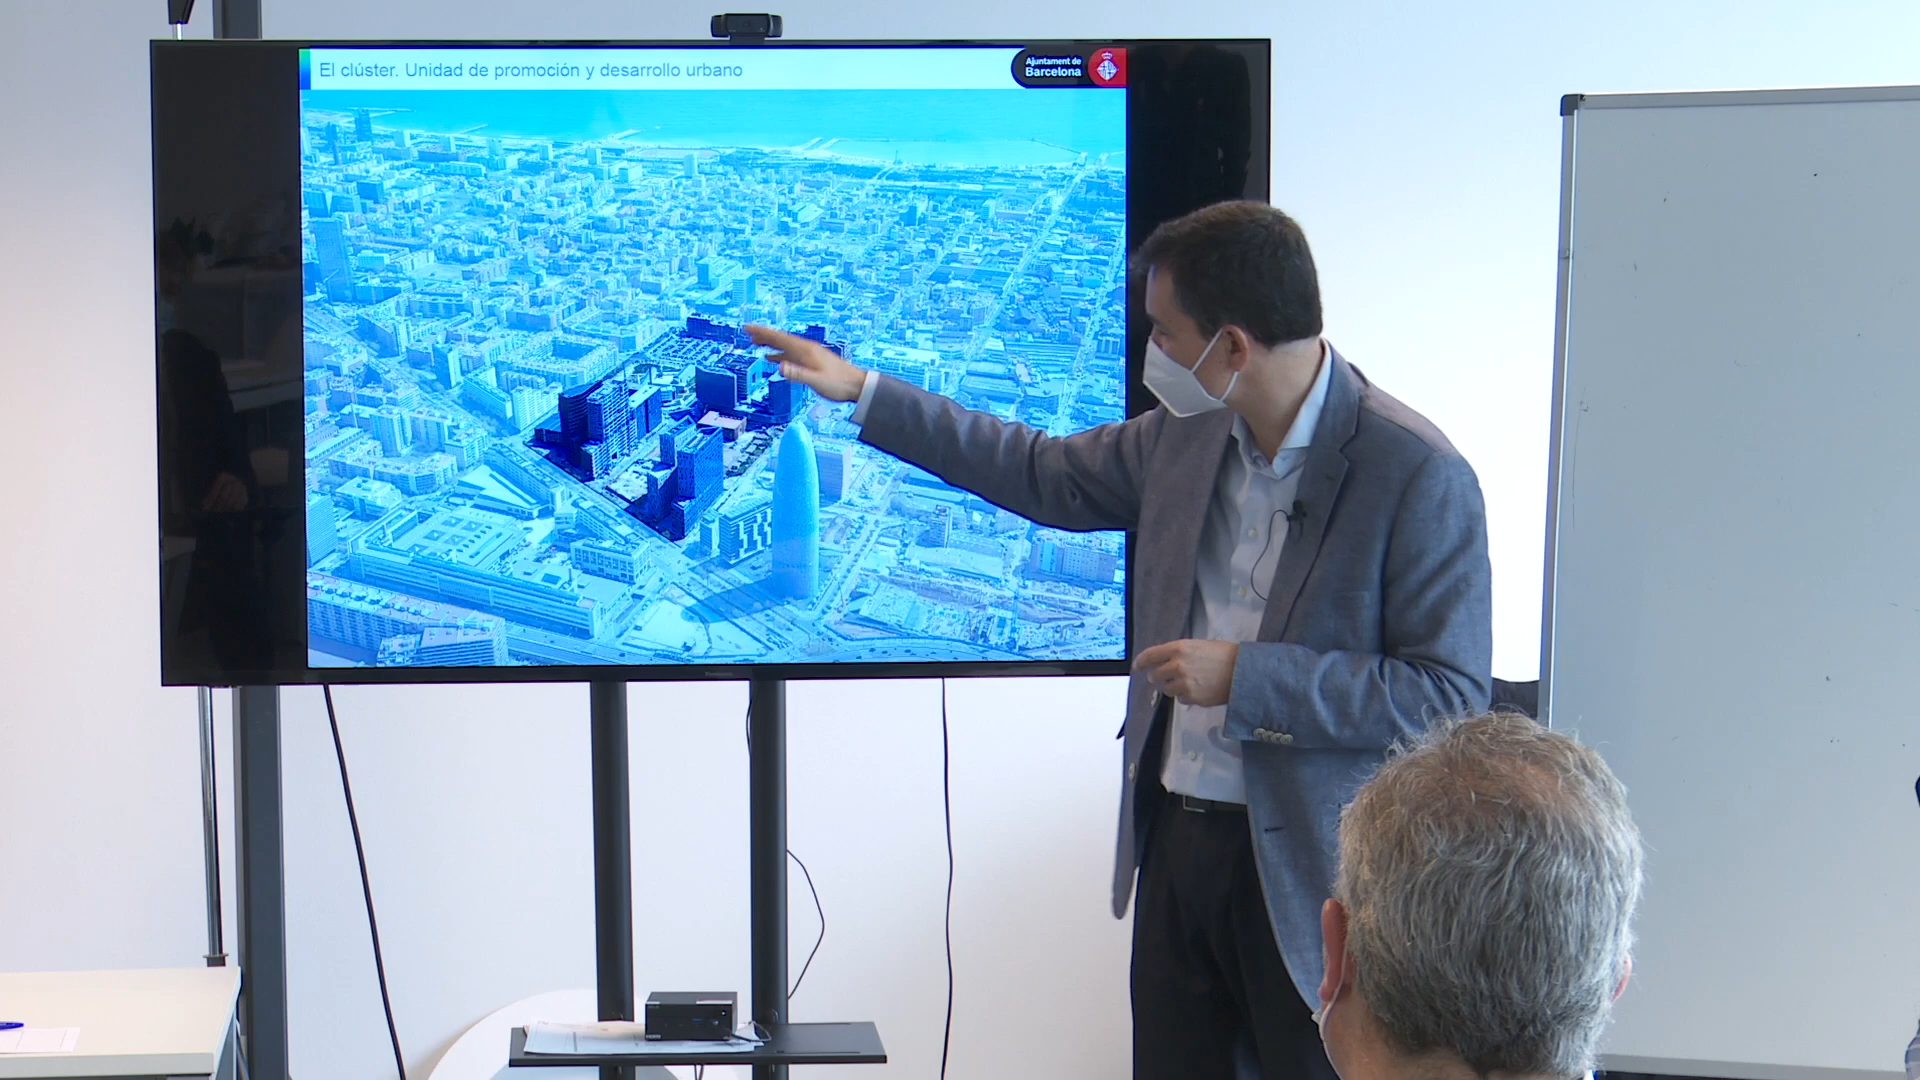 El clúster. Unidad de promoción y desarrollo urbano
Ajuntament de
Barcelona